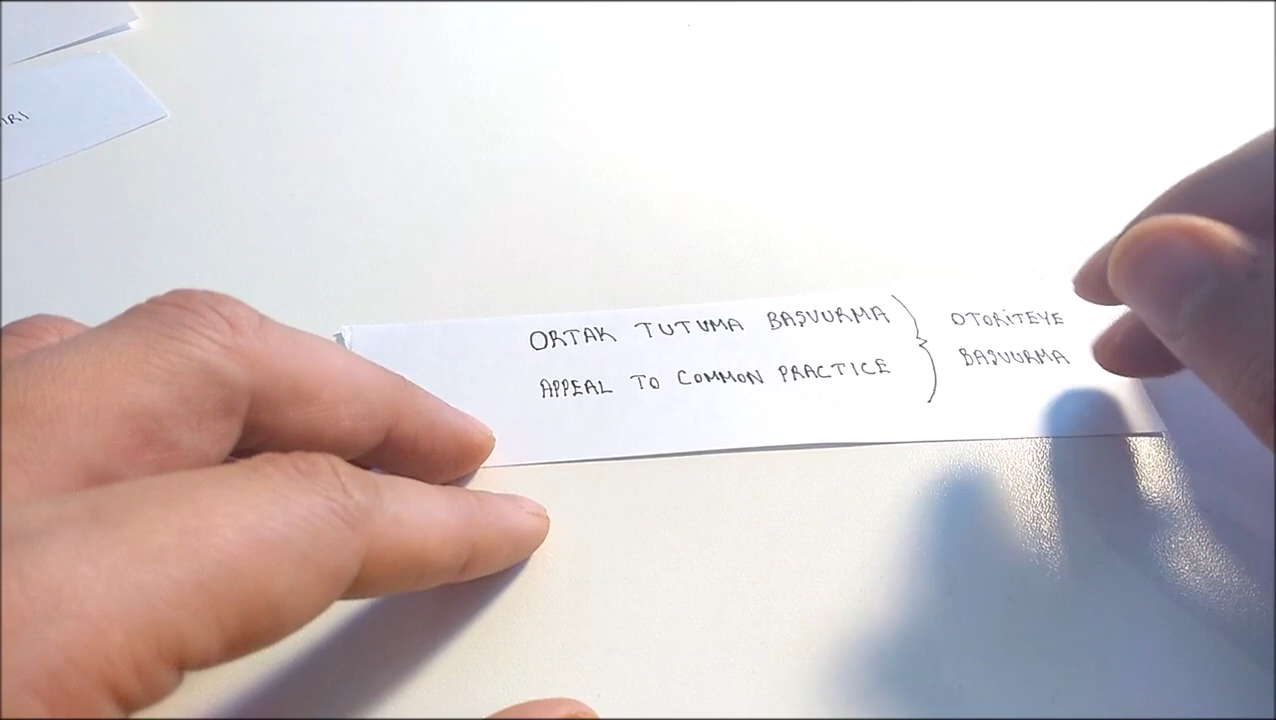 ORTAK TUTUMA BAŞVURMA
APPEAL TO COMMON PRACTICE
OTORİTEYE
BAŞVURMA